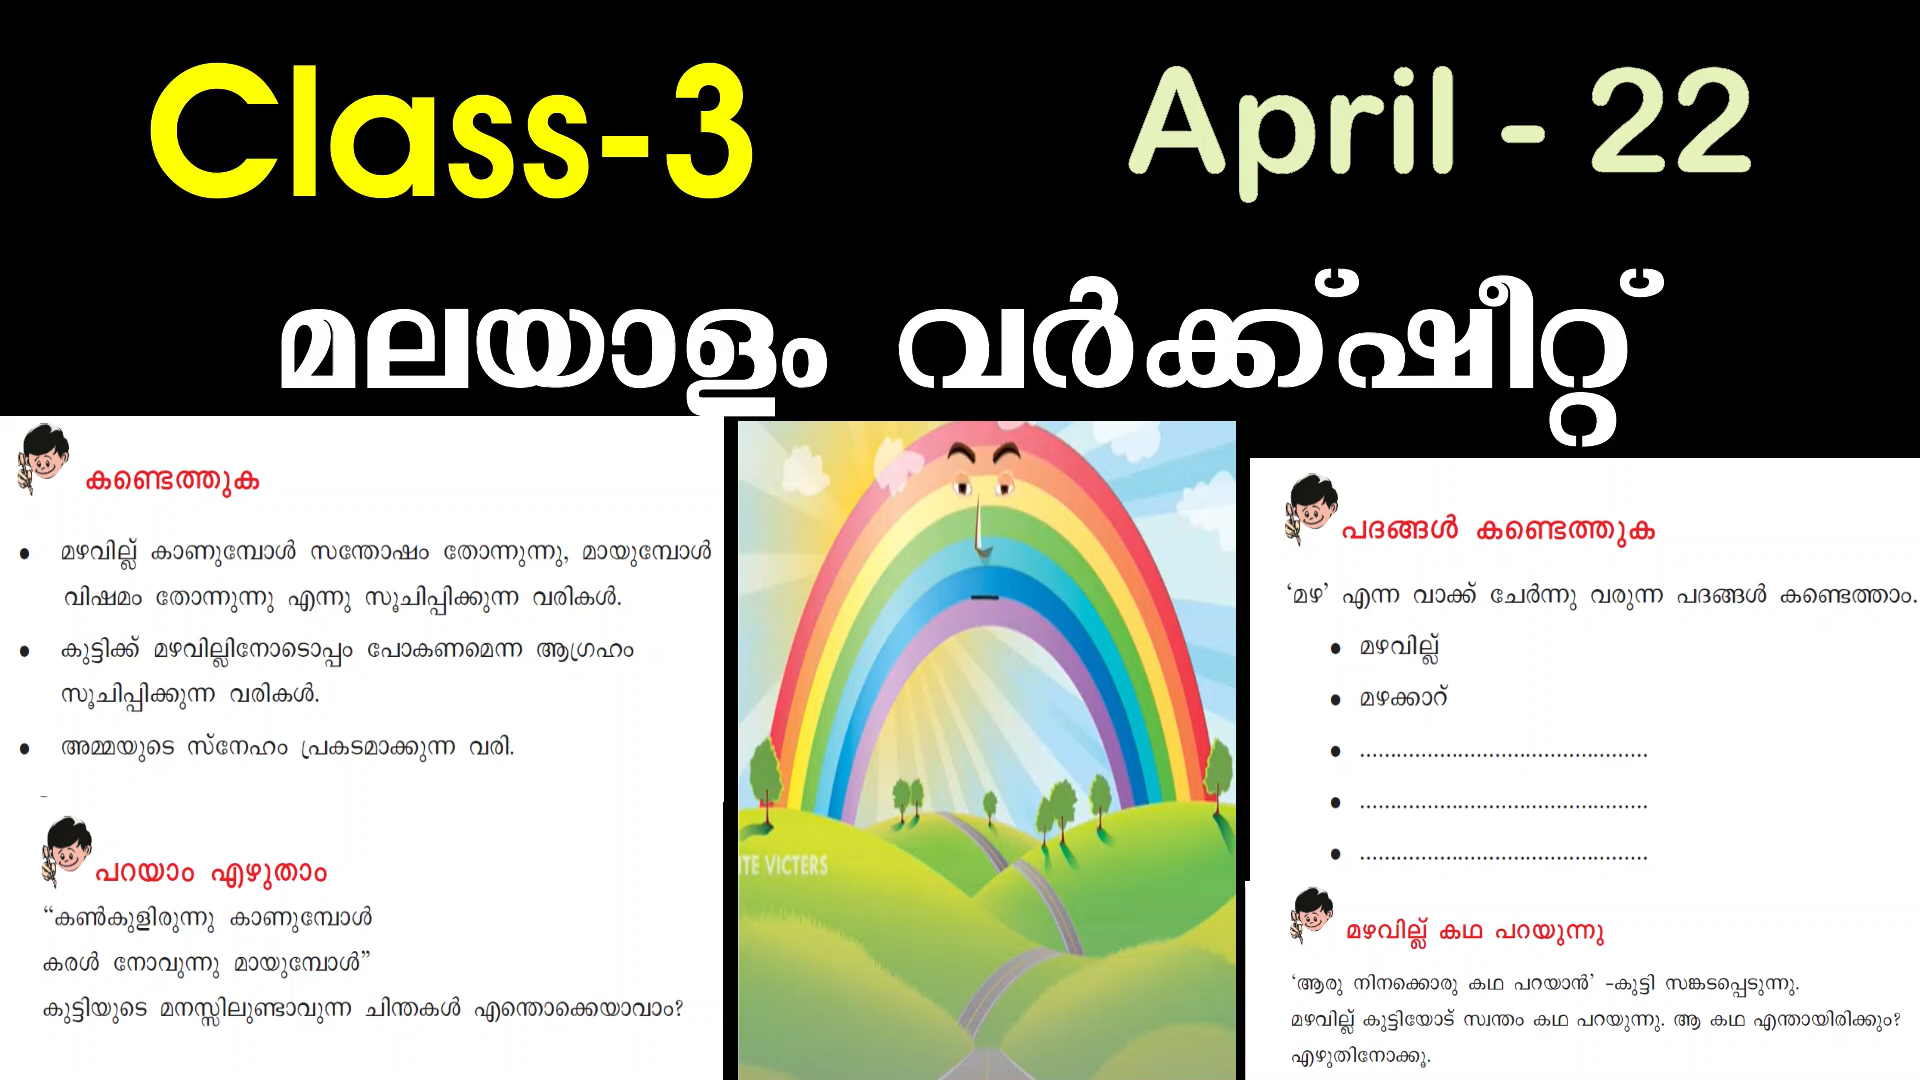 Class-3
April - 22
മലയാളം വർക്ക്ഷീറ്റ്
കണ്ടെത്തുക
• മഴവില്ല് കാണുമ്പോൾ സന്തോഷം തോന്നുന്നു, മായുമ്പോൾ
വിഷമം തോന്നുന്നു എന്നു സൂചിപ്പിക്കുന്ന വരികൾ.
• കുട്ടിക്ക് മഴവില്ലിനോടൊപ്പം പോകണമെന്ന ആഗ്രഹം
സൂചിപ്പിക്കുന്ന വരികൾ.
• അമ്മയുടെ സ്നേഹം പ്രകടമാക്കുന്ന വരി.
പറയാം എഴുതാം
“കൺകുളിരുന്നു കാണുമ്പോൾ
കരൾ നോവുന്നു മായുമ്പോൾ”
കുട്ടിയുടെ മനസ്സിലുണ്ടാവുന്ന ചിന്തകൾ എന്തൊക്കെയാവാം?
ITE VICTERS
പദങ്ങൾ കണ്ടെത്തുക
‘മഴ’ എന്ന വാക്ക് ചേർന്നു വരുന്ന പദങ്ങൾ കണ്ടെത്താം.
• മഴവില്ല്
• മഴക്കാറ്
• ..............................................
• ..............................................
• ..............................................
മഴവില്ല് കഥ പറയുന്നു
‘ആരു നിനക്കൊരു കഥ പറയാൻ’ -കുട്ടി സങ്കടപ്പെടുന്നു.
മഴവില്ല് കുട്ടിയോട് സ്വന്തം കഥ പറയുന്നു. ആ കഥ എന്തായിരിക്കും?
എഴുതിനോക്കൂ.